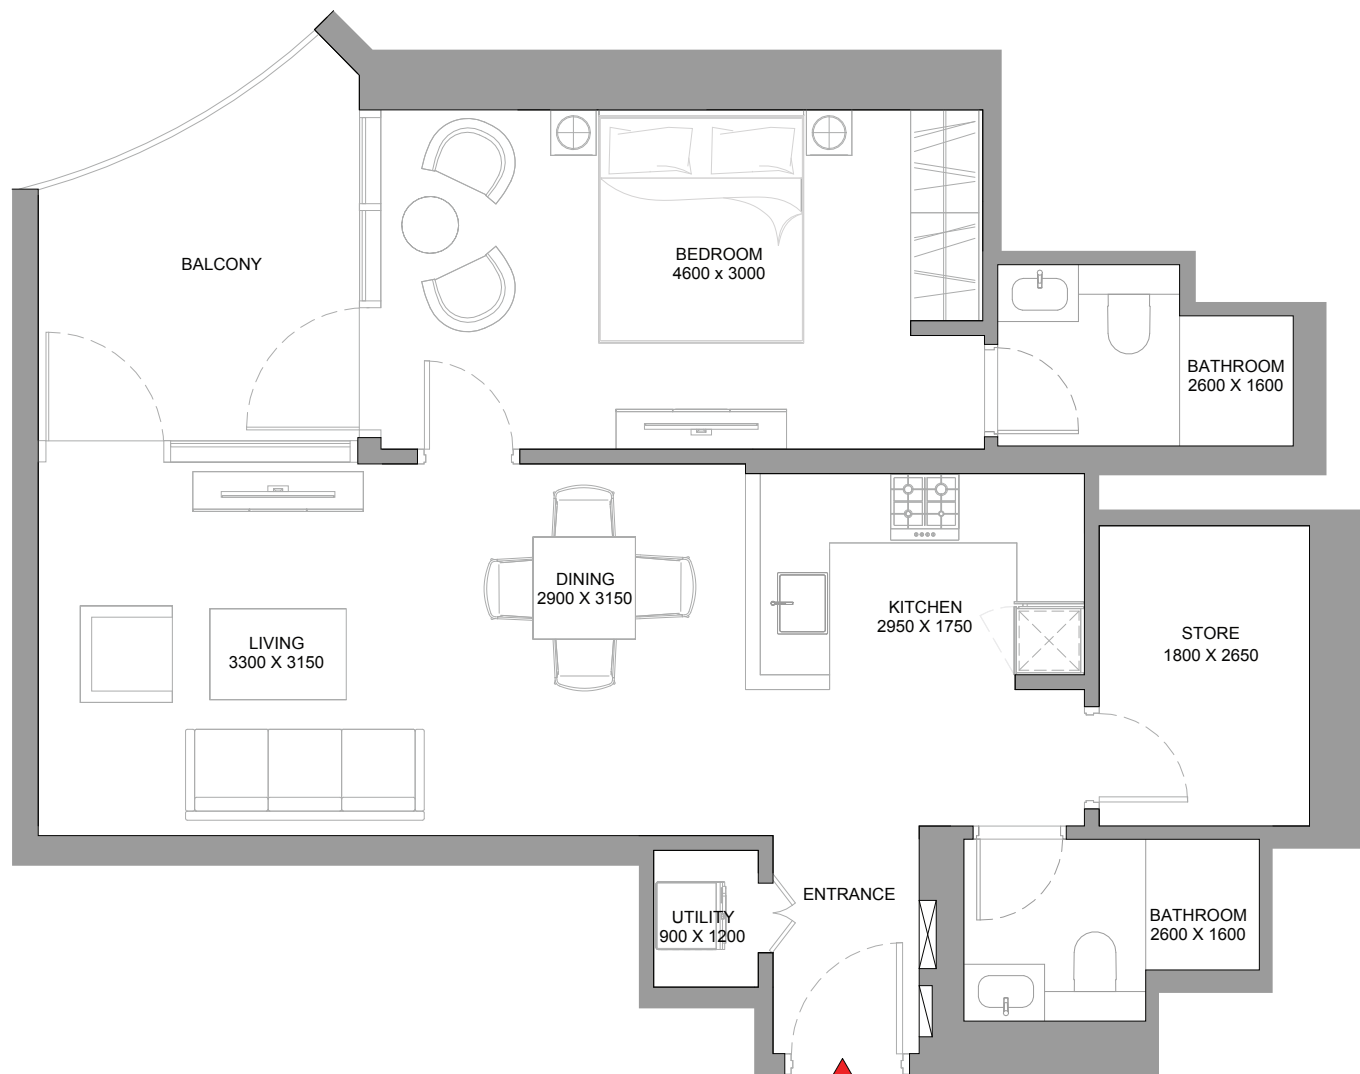 BALCONY
BEDROOM
4600 x 3000
BATHROOM
2600 X 1600
DINING
2900 X 3150
KITCHEN
2950 X 1750
LIVING
3300 X 3150
STORE
1800 X 2650
ENTRANCE
UTILITY
900 X 1200
BATHROOM
2600 X 1600